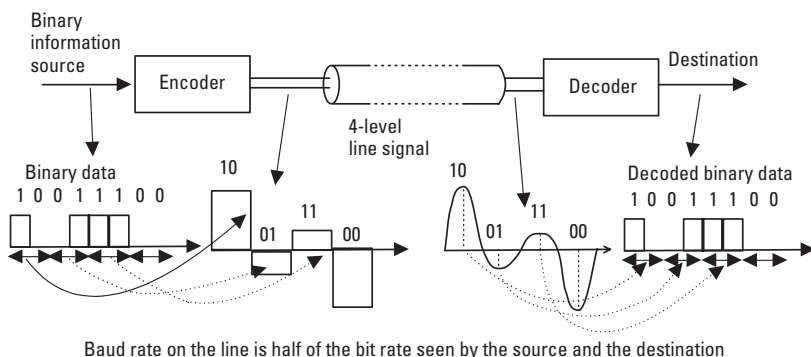 Binary
information
source
Encoder
Decoder
Destination
4-level
line signal
Binary data
1 0 0 1 1 1 0 0
10
01
11
00
10
01
11
00
Decoded binary data
1 0 0 1 1 1 0 0
Baud rate on the line is half of the bit rate seen by the source and the destination